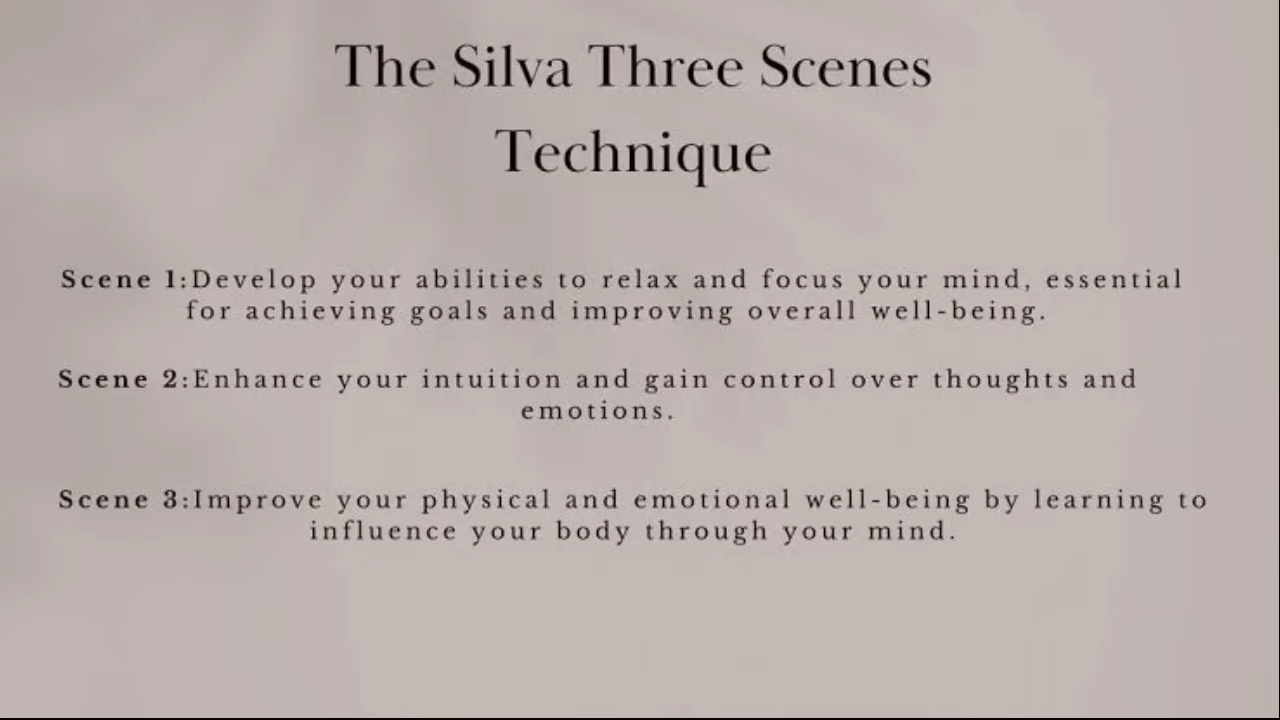 The Silva Three Scenes
Technique
Scene 1:Develop your abilities to relax and focus your mind, essential
for achieving goals and improving overall well-being.
Scene 2:Enhance your intuition and gain control over thoughts and
emotions.
Scene 3:Improve your physical and emotional well-being by learning to
influence your body through your mind.